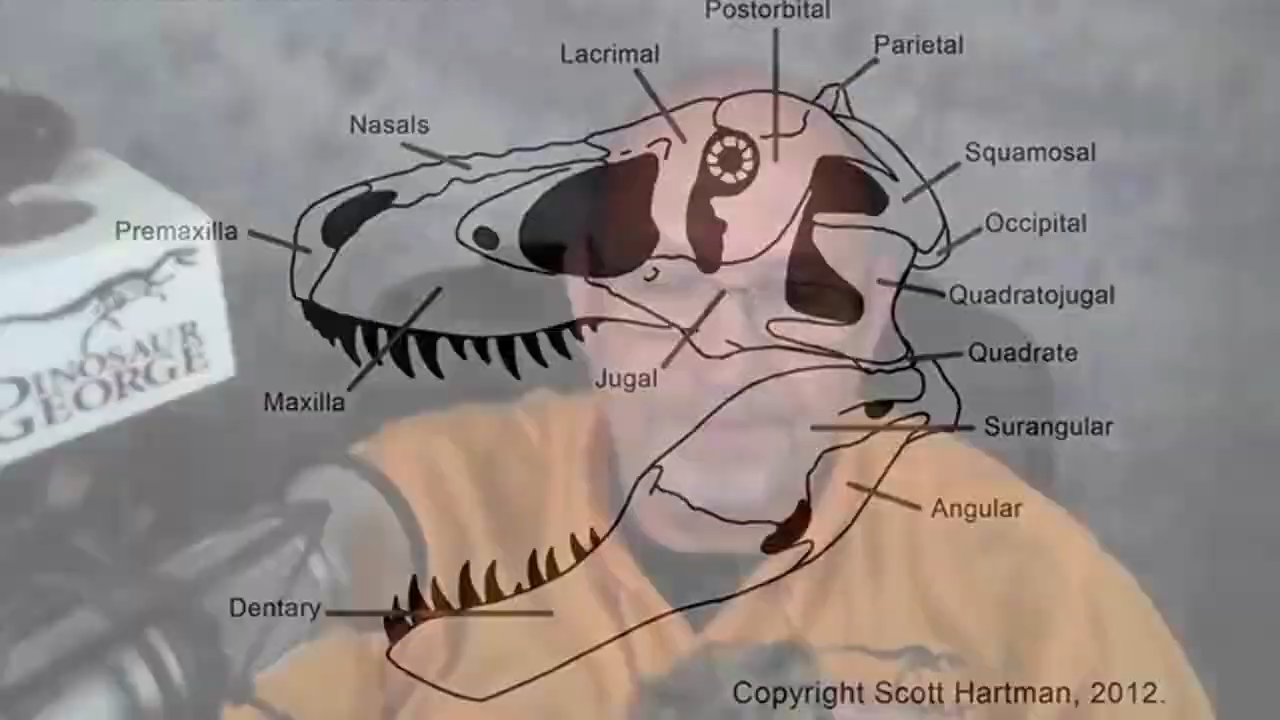 Postorbital
Parietal
Lacrimal
Nasals
Squamosal
Premaxilla
Occipital
Quadratojugal
Quadrate
Jugal
Maxilla
Surangular
Angular
Dentary
DINOSAUR
GEORGE
Copyright Scott Hartman, 2012.